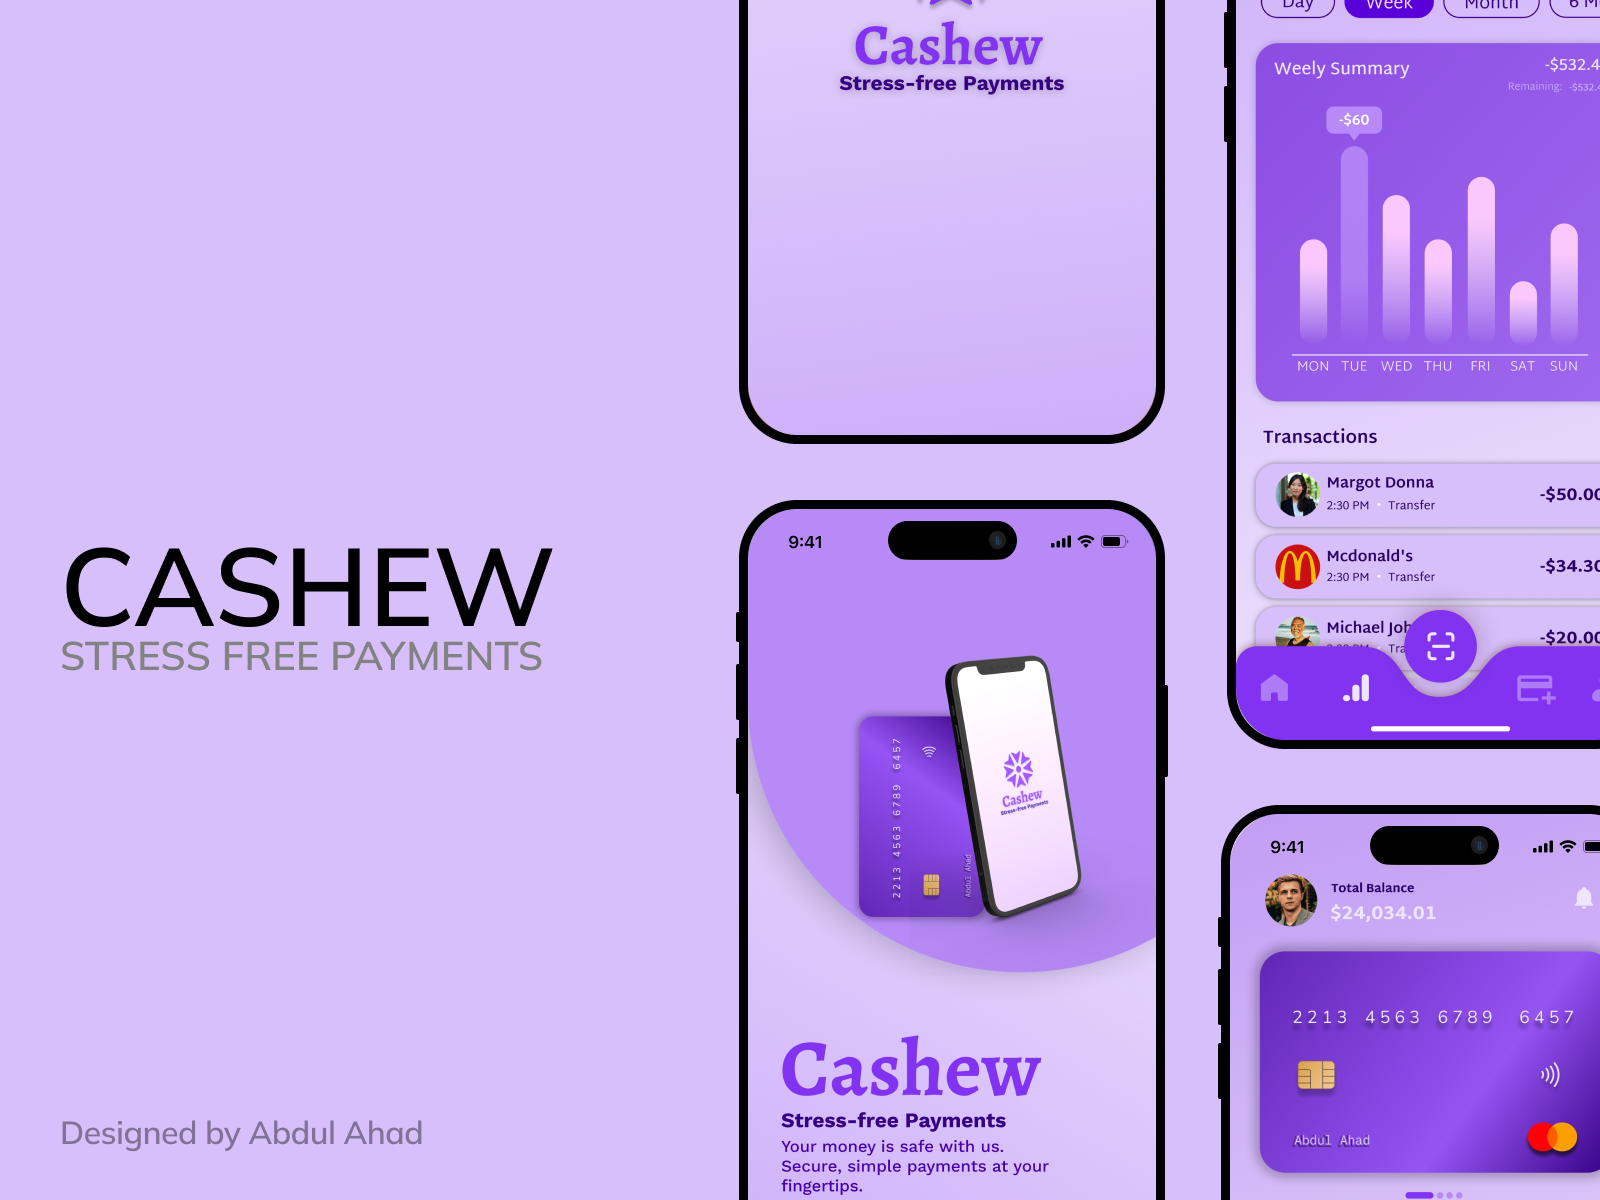 CASHEW
STRESS FREE PAYMENTS
Designed by Abdul Ahad
Cashew
Stress-free Payments
9:41
2213 4563 6789 6457
Abdul Ahad
Cashew
Stress-free Payments
Cashew
Stress-free Payments
Your money is safe with us.
Secure, simple payments at your
fingertips.
Day Week Month 6 M
Weely Summary -$532.4
Remaining: -$532.4
-$60
MON TUE WED THU FRI SAT SUN
Transactions
Margot Donna
2:30 PM • Transfer
-$50.00
Mcdonald's
2:30 PM • Transfer
-$34.30
Michael Joh
2:30 PM • Tra
-$20.00
9:41
Total Balance
$24,034.01
2213 4563 6789 6457
Abdul Ahad